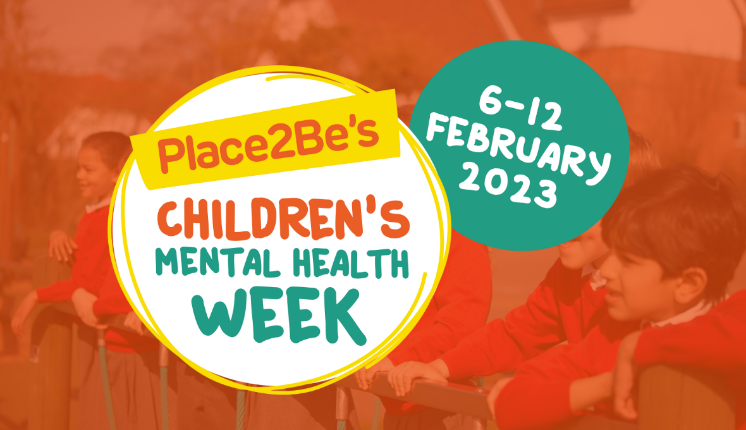 Place2Be's
CHILDREN'S
MENTAL HEALTH
WEEK
6-12
FEBRUARY
2023